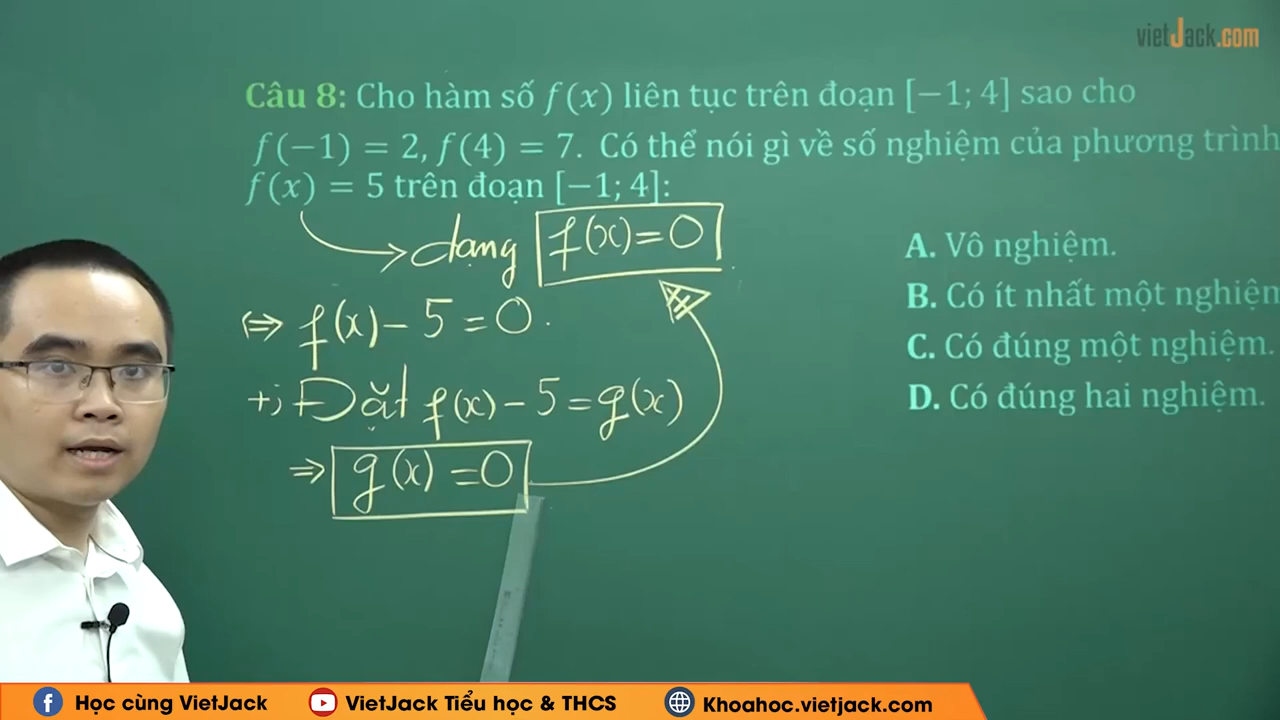 vietJack.com
Câu 8: Cho hàm số f(x) liên tục trên đoạn [−1; 4] sao cho
f(−1) = 2, f(4) = 7. Có thể nói gì về số nghiệm của phương trình
f(x) = 5 trên đoạn [−1; 4]:
dạng f(x) = 0
⇔ f(x) − 5 = 0.
+) Đặt f(x) − 5 = g(x)
⇒ g(x) = 0
A. Vô nghiệm.
B. Có ít nhất một nghiện
C. Có đúng một nghiệm.
D. Có đúng hai nghiệm.
Học cùng VietJack
VietJack Tiểu học & THCS
Khoahoc.vietjack.com